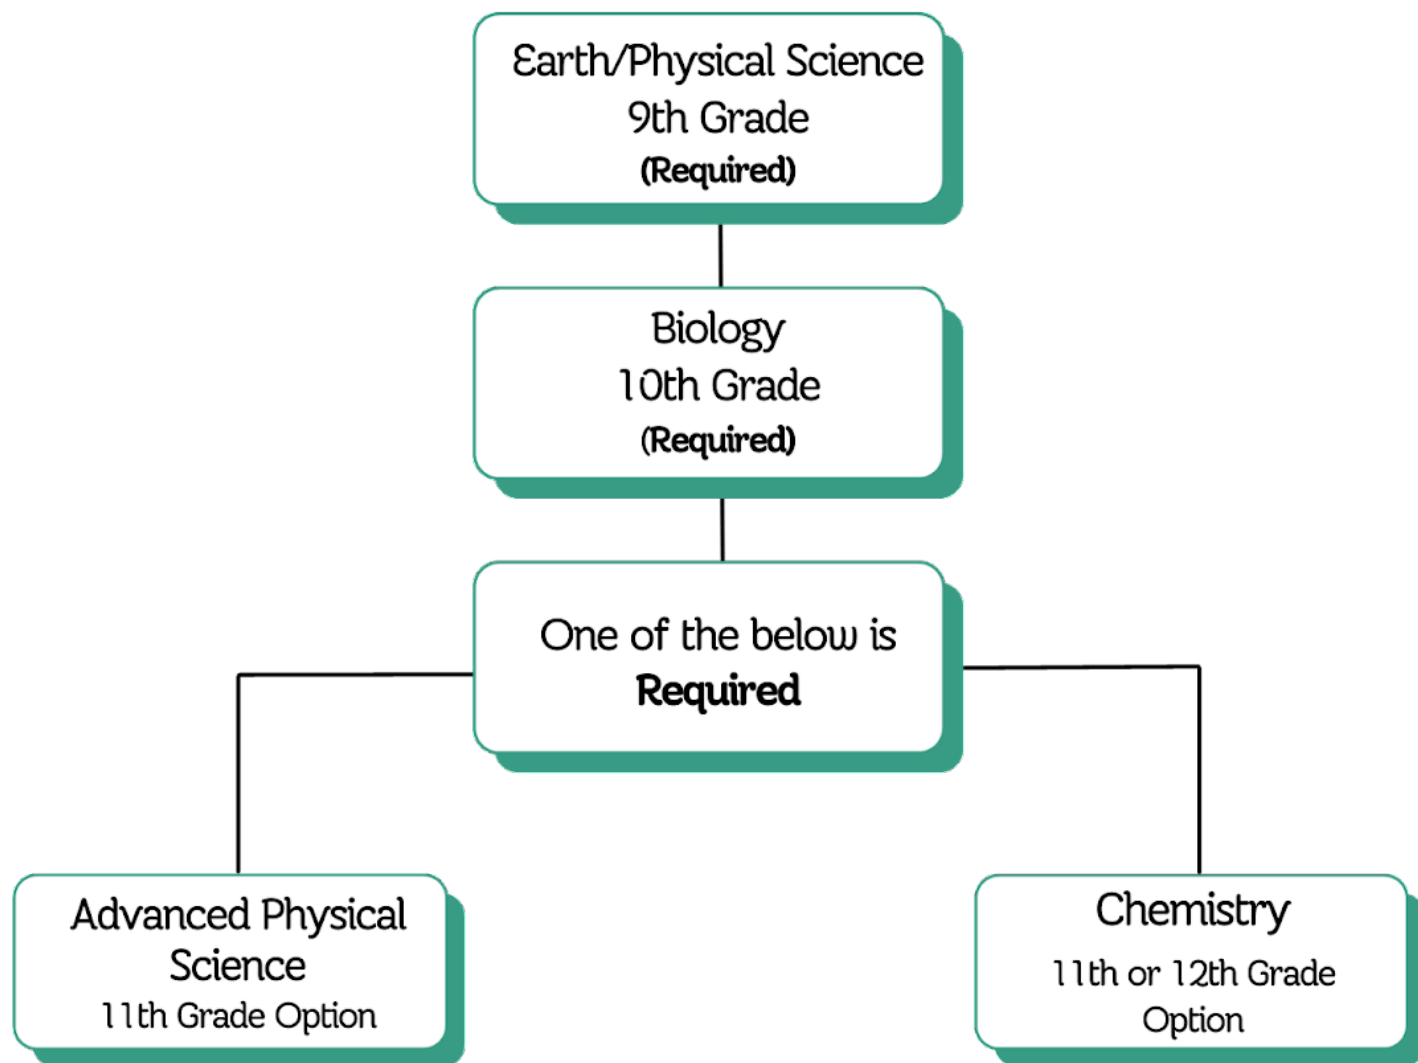 Earth/Physical Science
9th Grade
(Required)
Biology
10th Grade
(Required)
One of the below is
Required
Advanced Physical
Science
11th Grade Option
Chemistry
11th or 12th Grade
Option